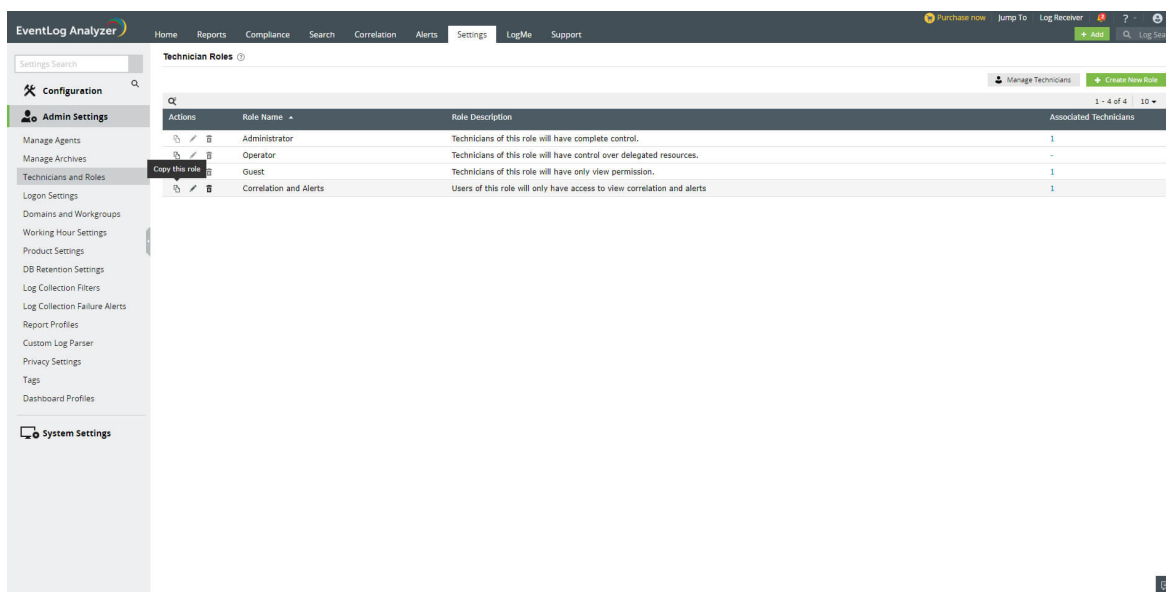 Purchase now Jump To Log Receiver ?
EventLog Analyzer
Home Reports Compliance Search Correlation Alerts Settings LogMe Support
+ Add Log Sea
Settings Search
Technician Roles ?
Configuration
Manage Technicians + Create New Role
1 - 4 of 4 10
Admin Settings
Actions Role Name Role Description Associated Technicians
Administrator Technicians of this role will have complete control. 1
Operator Technicians of this role will have control over delegated resources. -
Copy this role
Guest Technicians of this role will have only view permission. 1
Correlation and Alerts Users of this role will only have access to view correlation and alerts 1
Manage Agents
Manage Archives
Technicians and Roles
Logon Settings
Domains and Workgroups
Working Hour Settings
Product Settings
DB Retention Settings
Log Collection Filters
Log Collection Failure Alerts
Report Profiles
Custom Log Parser
Privacy Settings
Tags
Dashboard Profiles
System Settings